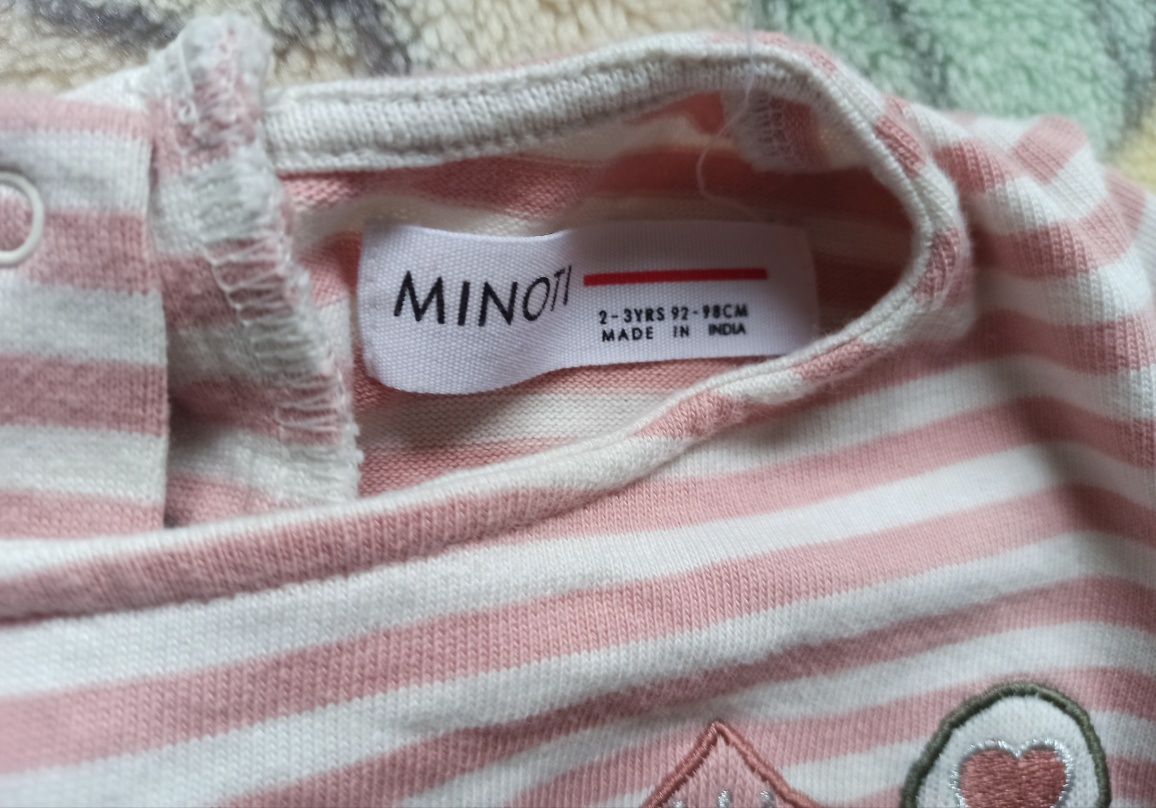 MINOTI
2-3YRS 92-98CM
MADE IN INDIA